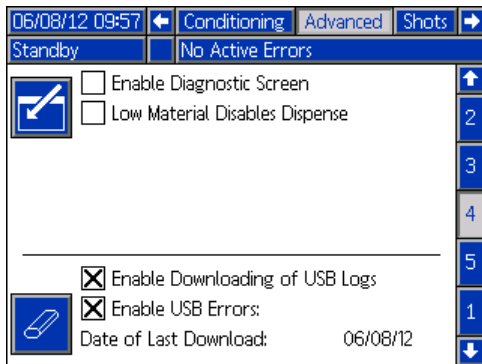 06/08/12 09:57 Conditioning Advanced Shots
Standby No Active Errors
Enable Diagnostic Screen
Low Material Disables Dispense
2
3
4
5
1
Enable Downloading of USB Logs
Enable USB Errors:
Date of Last Download: 06/08/12